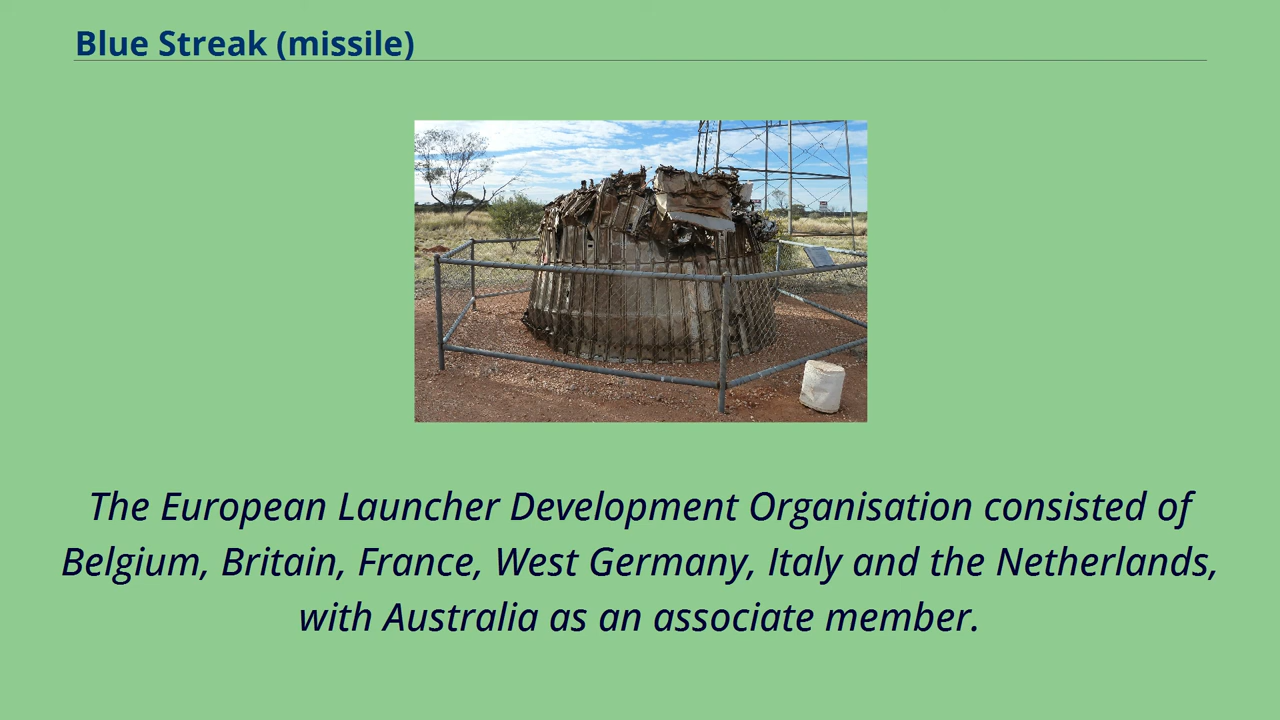 Blue Streak (missile)
The European Launcher Development Organisation consisted of
Belgium, Britain, France, West Germany, Italy and the Netherlands,
with Australia as an associate member.